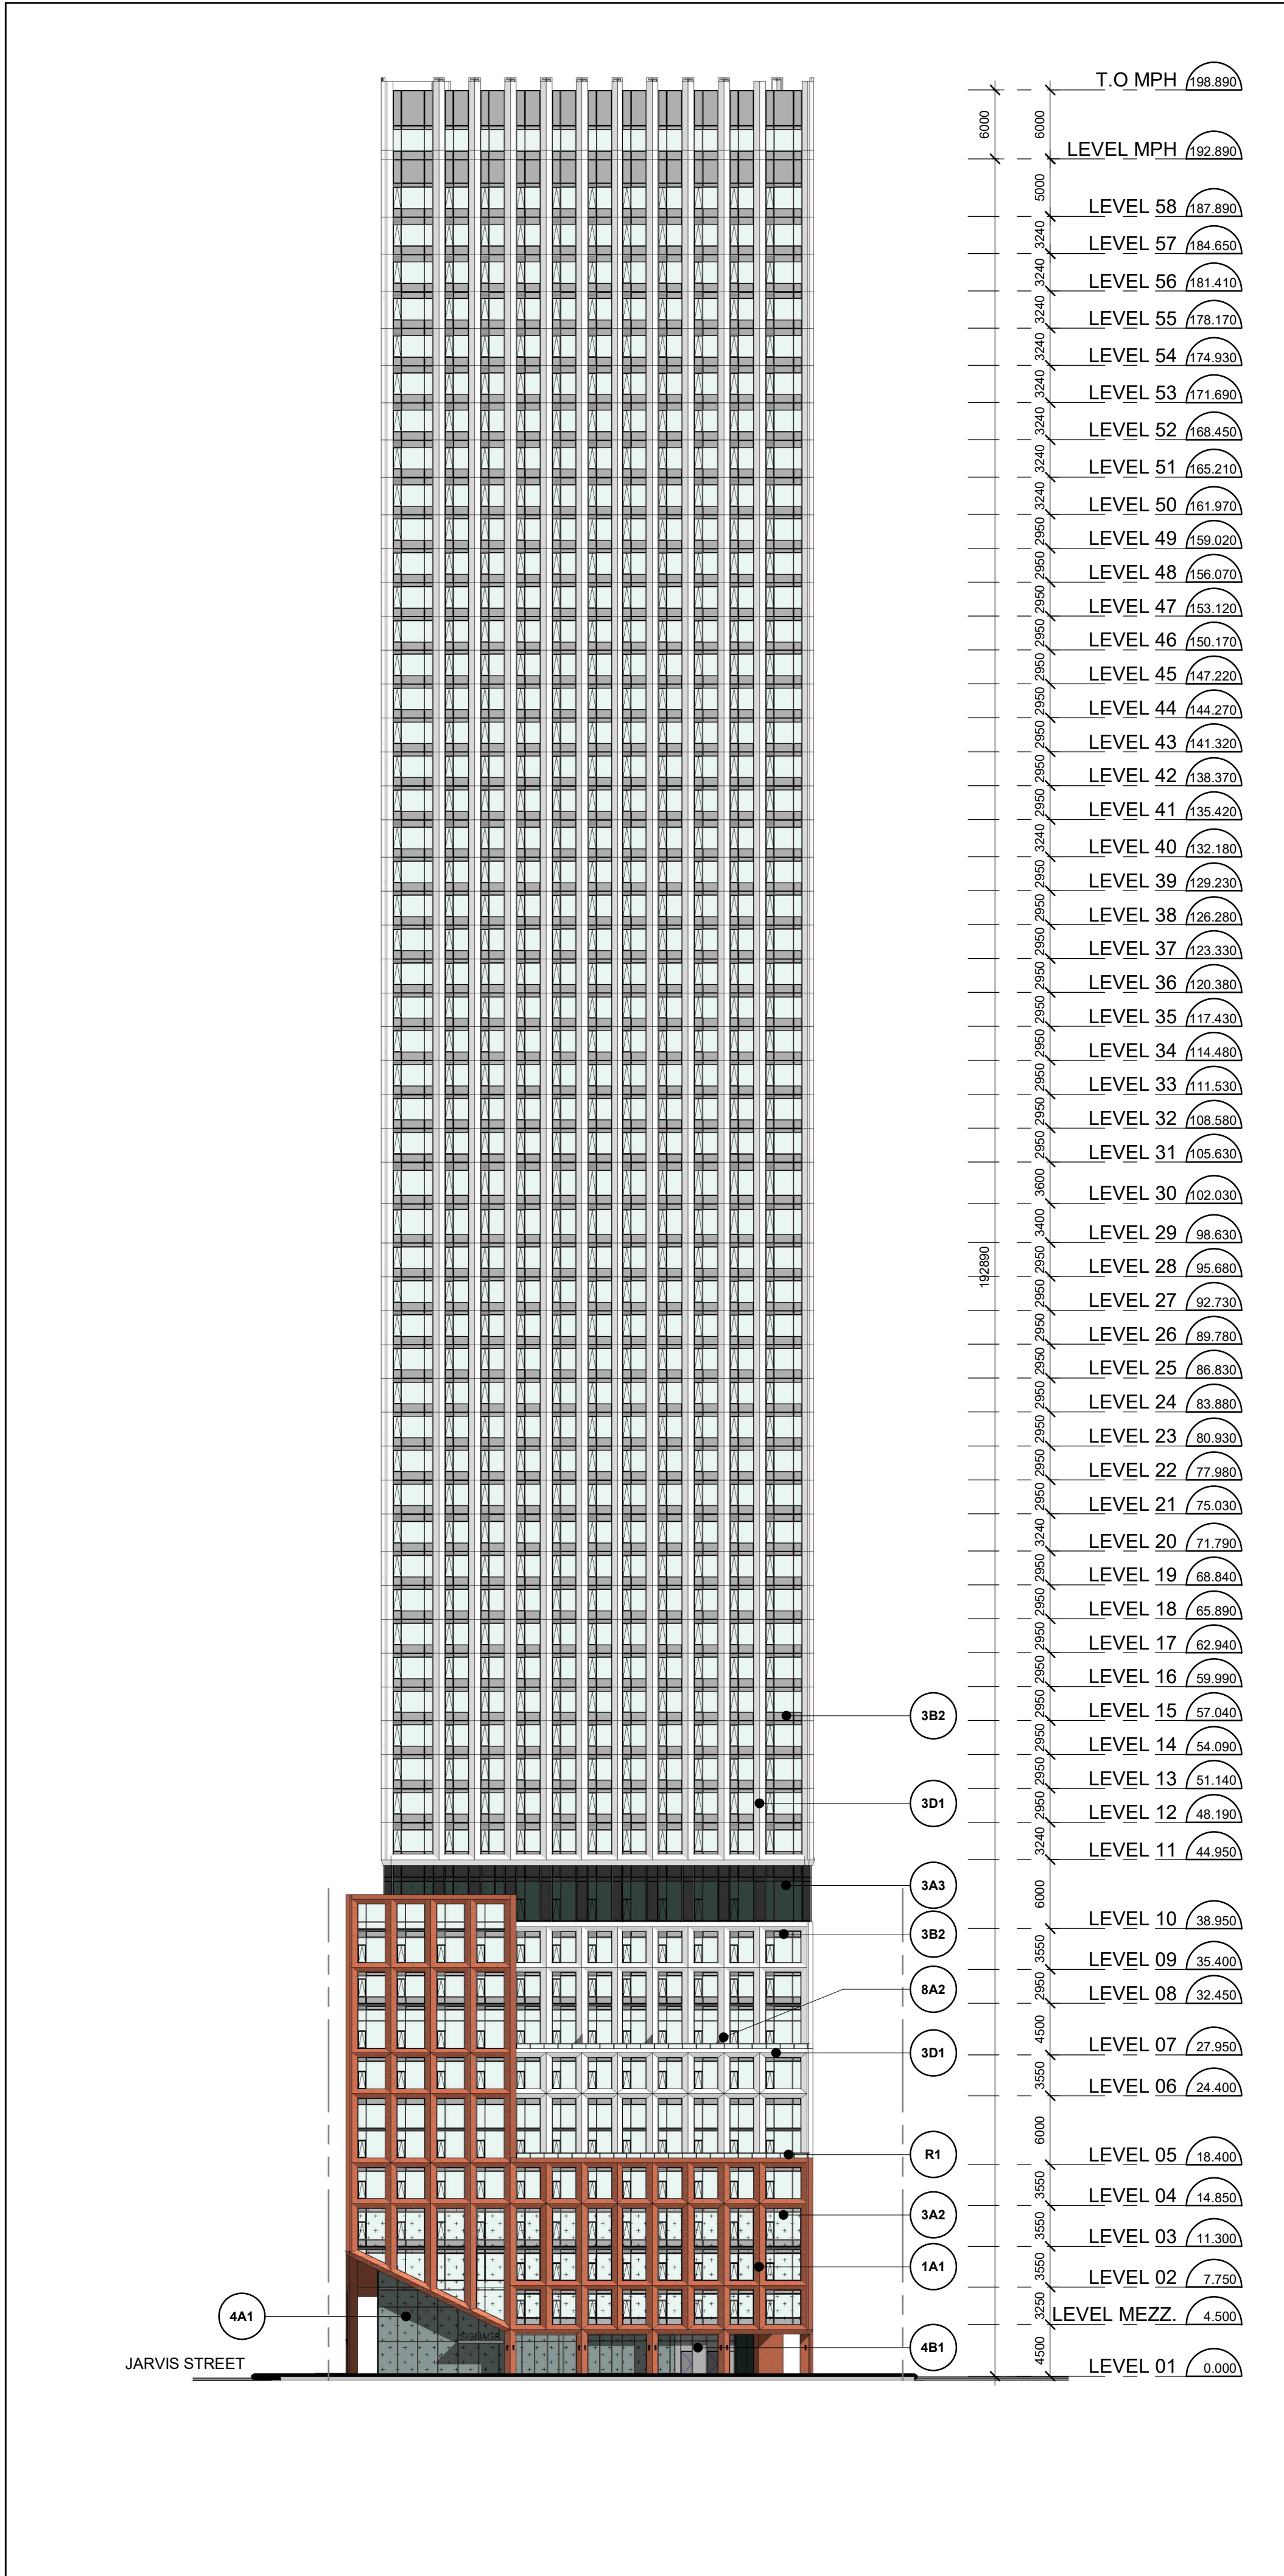 T.O MPH 198.890
6000 6000
LEVEL MPH 192.890
5000
LEVEL 58 187.890
3240
LEVEL 57 184.650
3240
LEVEL 56 181.410
3240
LEVEL 55 178.170
3240
LEVEL 54 174.930
3240
LEVEL 53 171.690
3240
LEVEL 52 168.450
3240
LEVEL 51 165.210
3240
LEVEL 50 161.970
2950
LEVEL 49 159.020
2950
LEVEL 48 156.070
2950
LEVEL 47 153.120
2950
LEVEL 46 150.170
2950
LEVEL 45 147.220
2950
LEVEL 44 144.270
2950
LEVEL 43 141.320
2950
LEVEL 42 138.370
2950
LEVEL 41 135.420
3240
LEVEL 40 132.180
2950
LEVEL 39 129.230
2950
LEVEL 38 126.280
2950
LEVEL 37 123.330
2950
LEVEL 36 120.380
2950
LEVEL 35 117.430
2950
LEVEL 34 114.480
2950
LEVEL 33 111.530
2950
LEVEL 32 108.580
2950
LEVEL 31 105.630
3600
LEVEL 30 102.030
3400
LEVEL 29 98.630
192890
2950
LEVEL 28 95.680
2950
LEVEL 27 92.730
2950
LEVEL 26 89.780
2950
LEVEL 25 86.830
2950
LEVEL 24 83.880
2950
LEVEL 23 80.930
2950
LEVEL 22 77.980
2950
LEVEL 21 75.030
3240
LEVEL 20 71.790
2950
LEVEL 19 68.840
2950
LEVEL 18 65.890
2950
LEVEL 17 62.940
2950
LEVEL 16 59.990
2950
3B2
LEVEL 15 57.040
2950
LEVEL 14 54.090
2950
LEVEL 13 51.140
3D1
2950
LEVEL 12 48.190
3240
LEVEL 11 44.950
3A3
6000
LEVEL 10 38.950
3B2
3550
LEVEL 09 35.400
2950
8A2
LEVEL 08 32.450
4500
LEVEL 07 27.950
3D1
3550
LEVEL 06 24.400
6000
R1
LEVEL 05 18.400
3550
LEVEL 04 14.850
3A2
3550
LEVEL 03 11.300
1A1
3550
LEVEL 02 7.750
3250
4A1
LEVEL MEZZ. 4.500
SIGNAGE
4B1
4500
JARVIS STREET
LEVEL 01 0.000